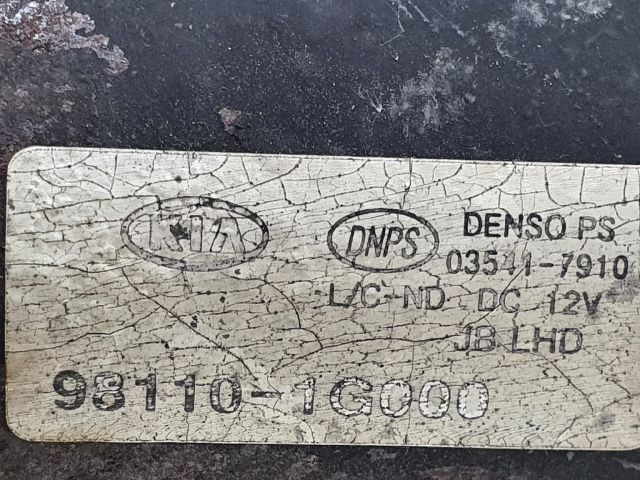 KIA
DNPS
DENSO PS
03541-7910
L/C-ND DC 12V
JB LHD
98110-1G000